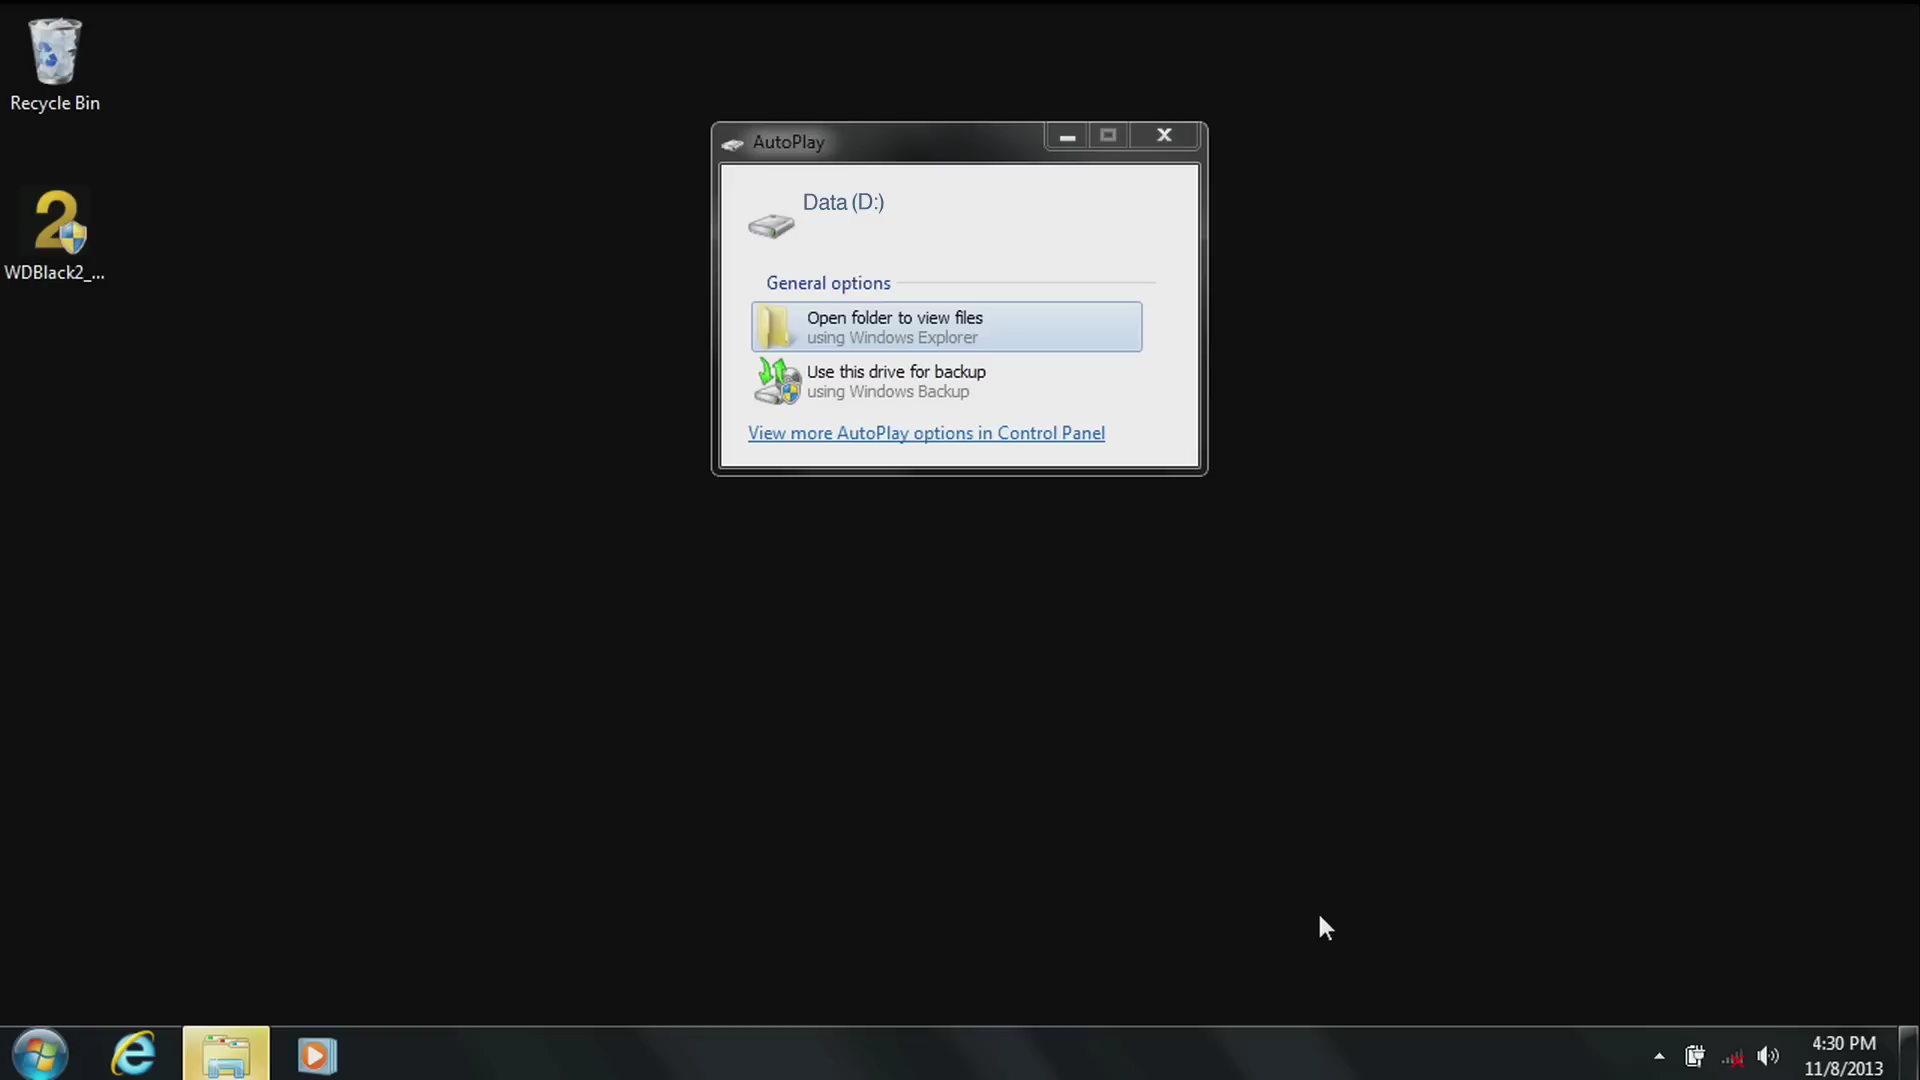 Recycle Bin
WDBlack2_...
AutoPlay
Data (D:)
General options
Open folder to view files
using Windows Explorer
Use this drive for backup
using Windows Backup
View more AutoPlay options in Control Panel
4:30 PM
11/8/2013